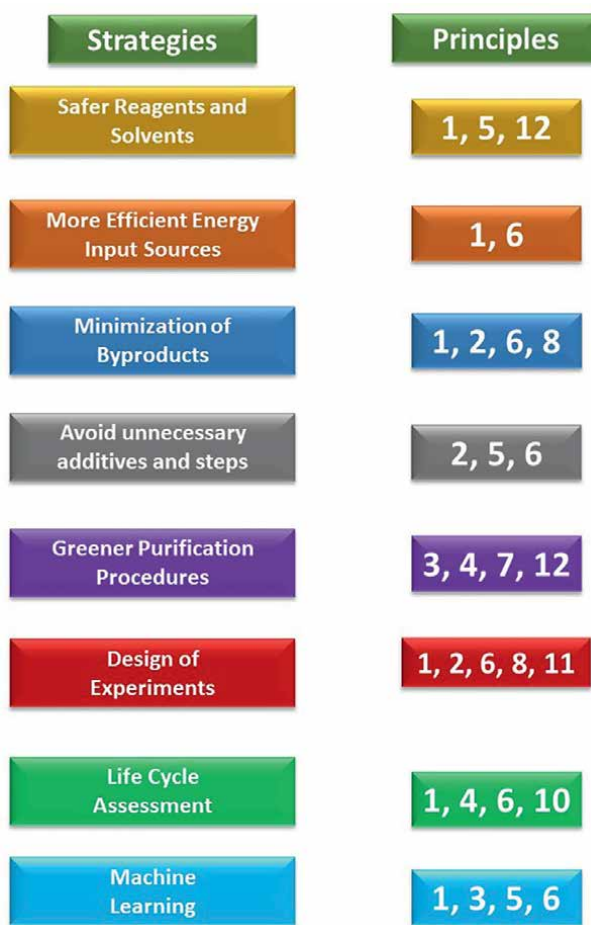 Strategies
Principles
Safer Reagents and
Solvents
1, 5, 12
More Efficient Energy
Input Sources
1, 6
Minimization of
Byproducts
1, 2, 6, 8
Avoid unnecessary
additives and steps
2, 5, 6
Greener Purification
Procedures
3, 4, 7, 12
Design of
Experiments
1, 2, 6, 8, 11
Life Cycle
Assessment
1, 4, 6, 10
Machine
Learning
1, 3, 5, 6